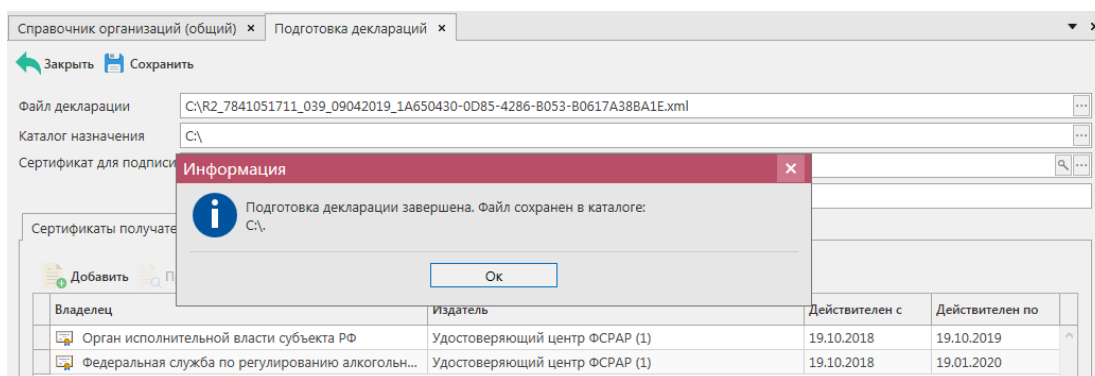 Справочник организаций (общий) × Подготовка деклараций ×
Закрыть Сохранить
Файл декларации C:\R2_7841051711_039_09042019_1A650430-0D85-4286-B053-B0617A38BA1E.xml
Каталог назначения C:\
Сертификат для подписи
Информация
Подготовка декларации завершена. Файл сохранен в каталоге:
C:\.
Ок
Сертификаты получате
Добавить П
Владелец Издатель Действителен с Действителен по
Орган исполнительной власти субъекта РФ Удостоверяющий центр ФСРАР (1) 19.10.2018 19.10.2019
Федеральная служба по регулированию алкогольн... Удостоверяющий центр ФСРАР (1) 19.10.2018 19.01.2020